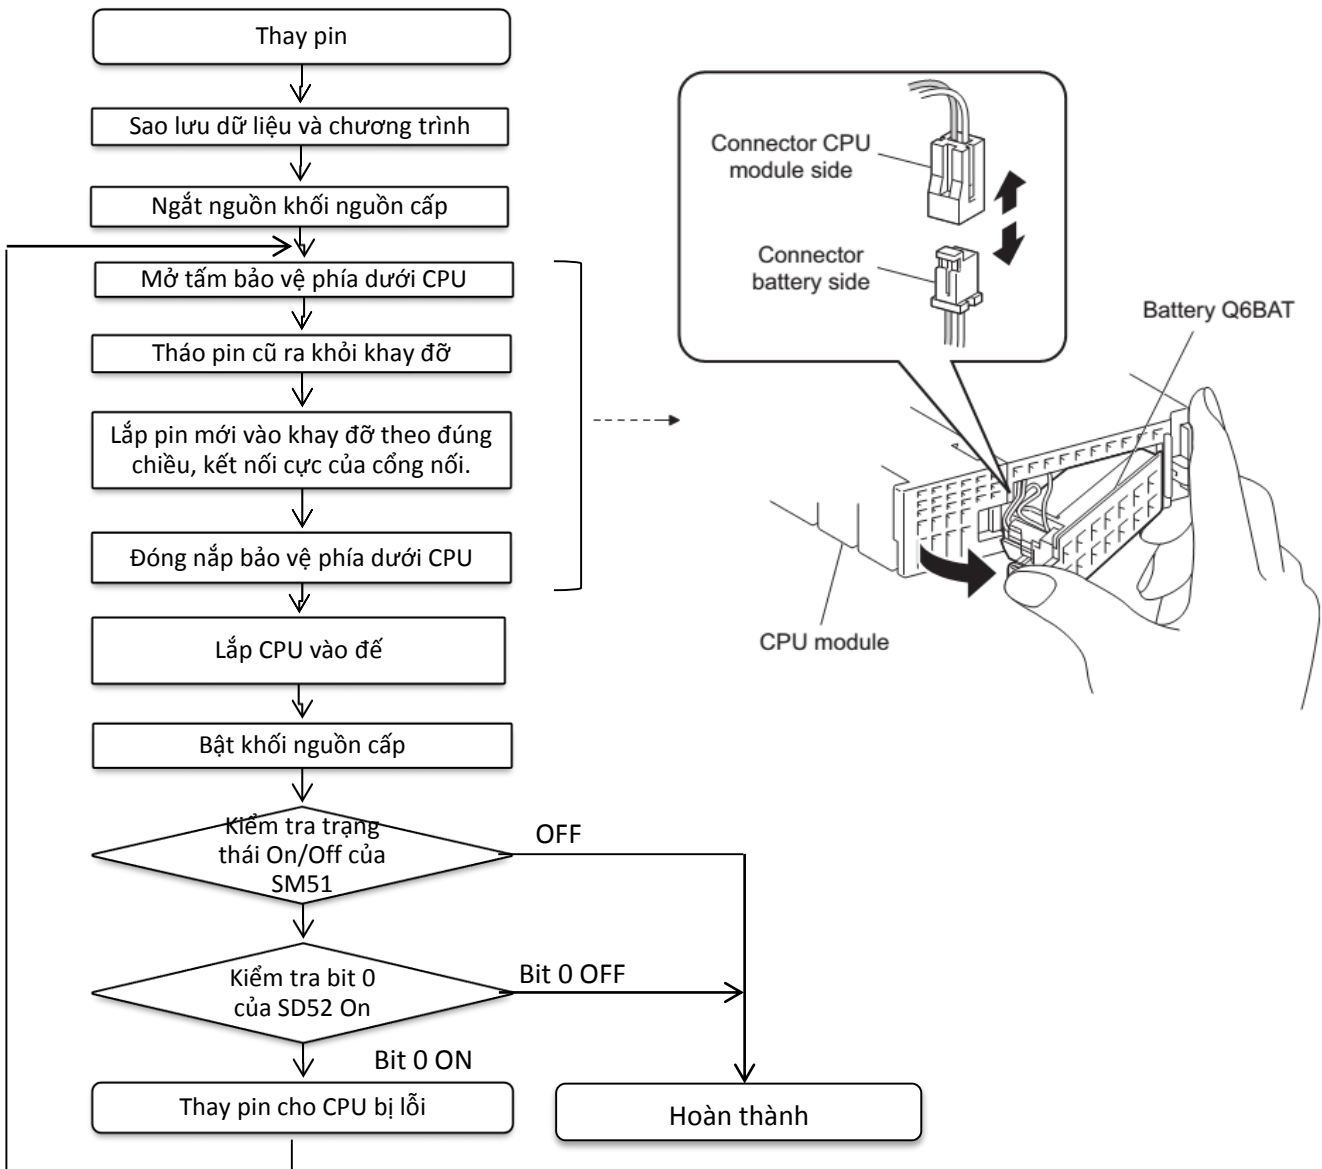 Thay pin
Sao lưu dữ liệu và chương trình
Ngắt nguồn khối nguồn cấp
Mở tấm bảo vệ phía dưới CPU
Tháo pin cũ ra khỏi khay đỡ
Lắp pin mới vào khay đỡ theo đúng
chiều, kết nối cực của cổng nối.
Đóng nắp bảo vệ phía dưới CPU
Lắp CPU vào đế
Bật khối nguồn cấp
Kiểm tra trạng
thái On/Off của
SM51
OFF
Kiểm tra bit 0
của SD52 On
Bit 0 OFF
Bit 0 ON
Thay pin cho CPU bị lỗi
Hoàn thành
Connector CPU
module side
Connector
battery side
Battery Q6BAT
CPU module